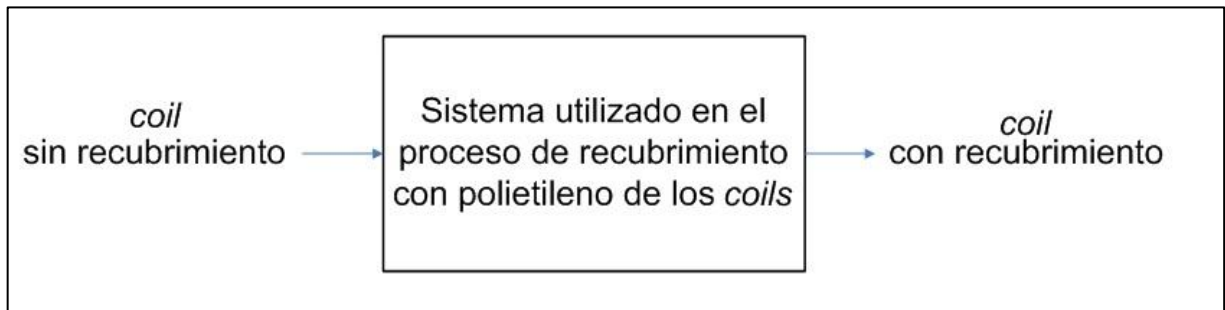 coil
sin recubrimiento
Sistema utilizado en el
proceso de recubrimiento
con polietileno de los coils
coil
con recubrimiento